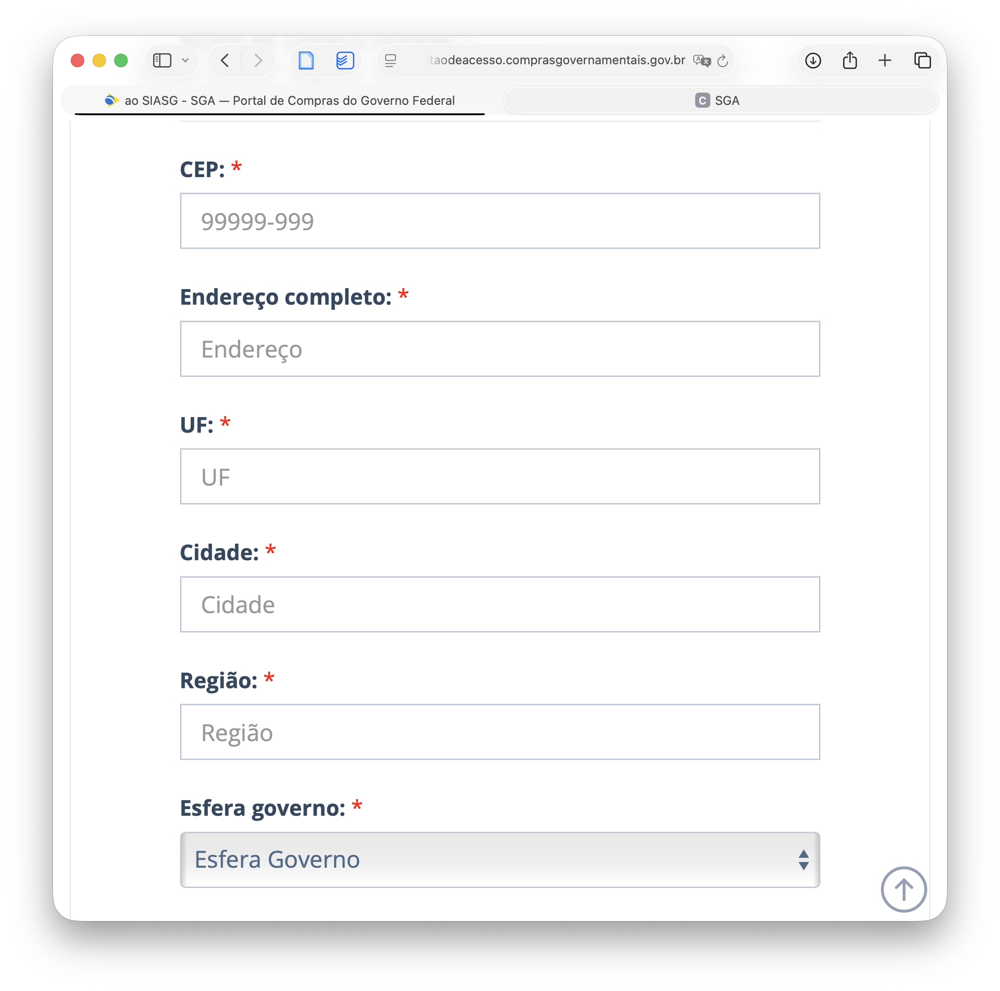 taodeacesso.comprasgovernamentais.gov.br
ao SIASG - SGA — Portal de Compras do Governo Federal
C SGA
CEP: *
99999-999
Endereço completo: *
Endereço
UF: *
UF
Cidade: *
Cidade
Região: *
Região
Esfera governo: *
Esfera Governo